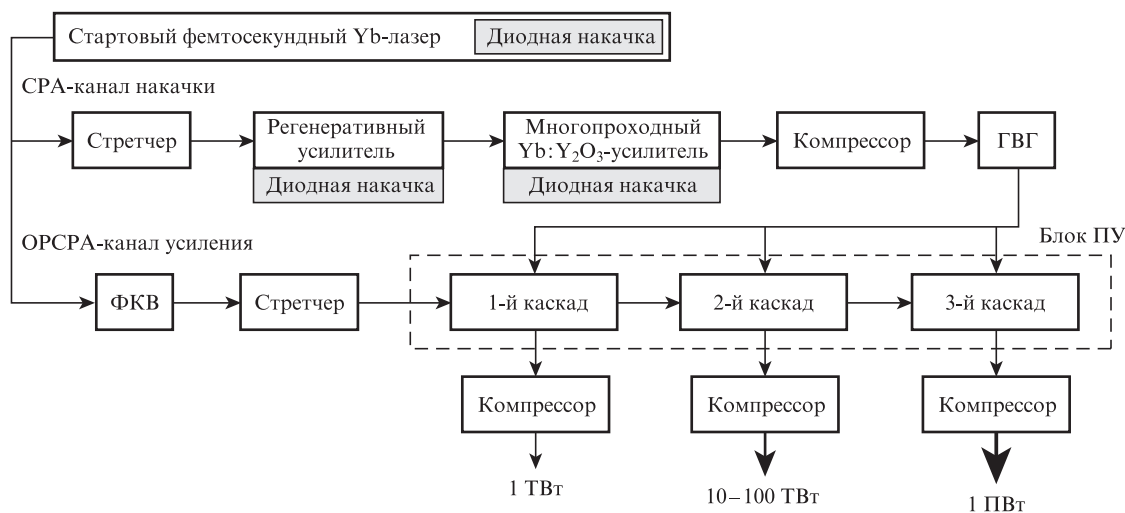 Стартовый фемтосекундный Yb-лазер
Диодная накачка
CPA-канал накачки
Стретчер
Регенеративный
усилитель
Диодная накачка
Многопроходный
Yb:Y₂O₃-усилитель
Диодная накачка
Компрессор
ГВГ
OPCPA-канал усиления
Блок ПУ
ФКВ
Стретчер
1-й каскад
2-й каскад
3-й каскад
Компрессор
Компрессор
Компрессор
1 ТВт
10–100 ТВт
1 ПВт